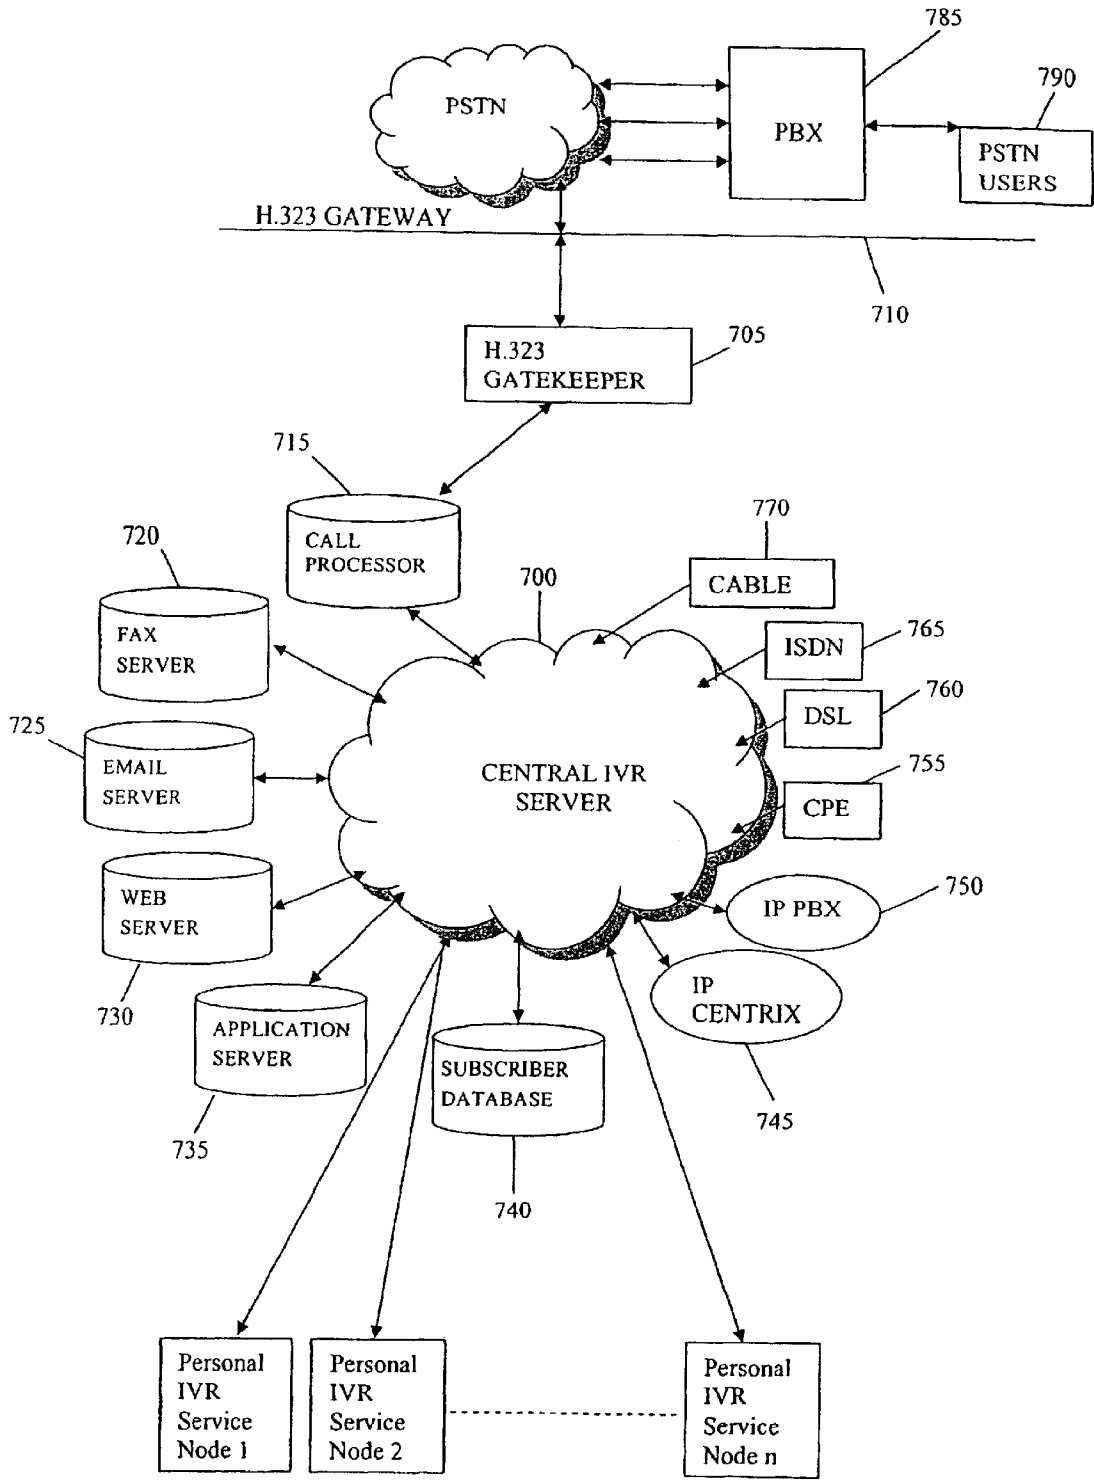 785
790
PSTN
PBX
PSTN
USERS
H.323 GATEWAY
710
705
H.323
GATEKEEPER
715
770
720
CALL
PROCESSOR
700
CABLE
765
FAX
SERVER
ISDN
760
725
DSL
EMAIL
SERVER
CENTRAL IVR
SERVER
755
CPE
750
WEB
SERVER
IP PBX
730
IP
CENTRIX
APPLICATION
SERVER
SUBSCRIBER
DATABASE
745
735
740
Personal
IVR
Service
Node 1
Personal
IVR
Service
Node 2
Personal
IVR
Service
Node n